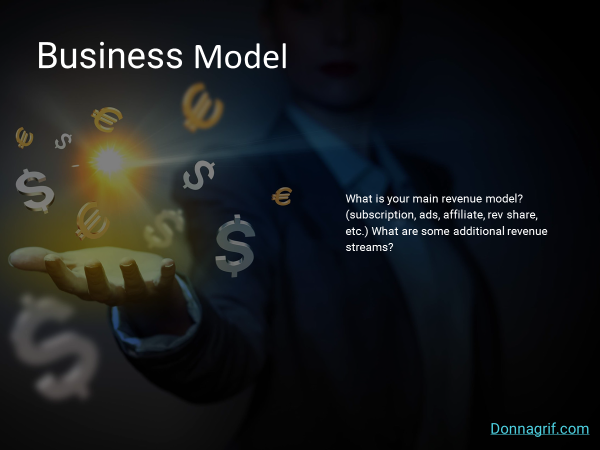 Business Model
What is your main revenue model?
(subscription, ads, affiliate, rev share,
etc.) What are some additional revenue
streams?
Donnagrif.com